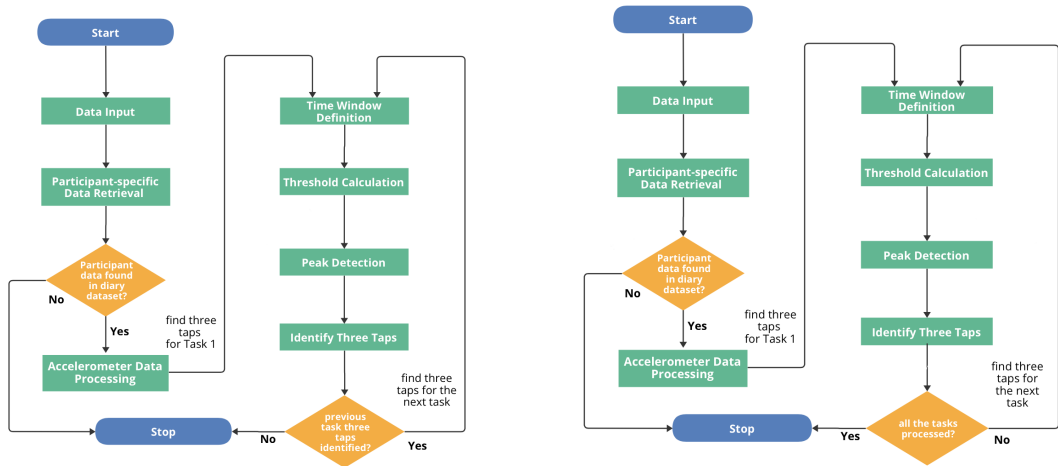 Start
Data Input
Participant-specific
Data Retrieval
Participant
data found
in diary
dataset?
No
Yes
Accelerometer Data
Processing
find three
taps
for Task 1
Time Window
Definition
Threshold Calculation
Peak Detection
Identify Three Taps
find three
taps for the
next task
previous
task three
taps
identified?
No
Yes
Stop
Start
Data Input
Participant-specific
Data Retrieval
Participant
data found
in diary
dataset?
No
Yes
Accelerometer Data
Processing
find three
taps
for Task 1
Time Window
Definition
Threshold Calculation
Peak Detection
Identify Three Taps
find three
taps for
the next
task
all the tasks
processed?
Yes
No
Stop